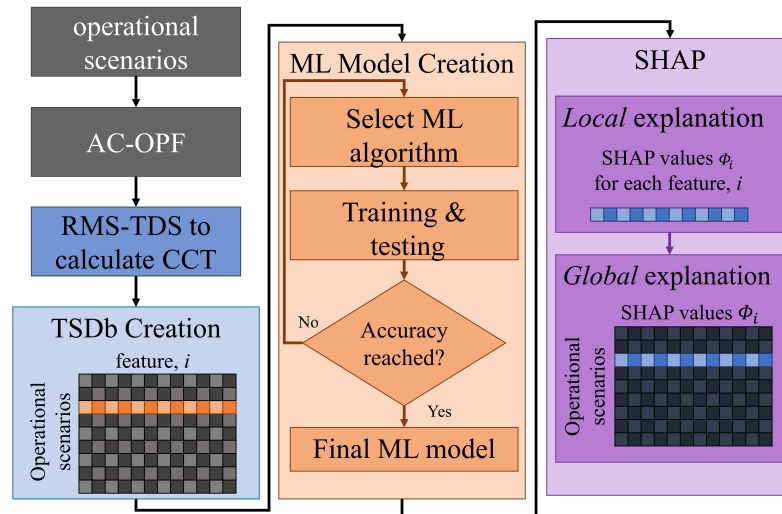 operational
scenarios
AC-OPF
RMS-TDS to
calculate CCT
TSDb Creation
feature, i
Operational
scenarios
ML Model Creation
Select ML
algorithm
Training &
testing
No
Accuracy
reached?
Yes
Final ML model
SHAP
Local explanation
SHAP values Φᵢ
for each feature, i
Global explanation
SHAP values Φᵢ
Operational
scenarios